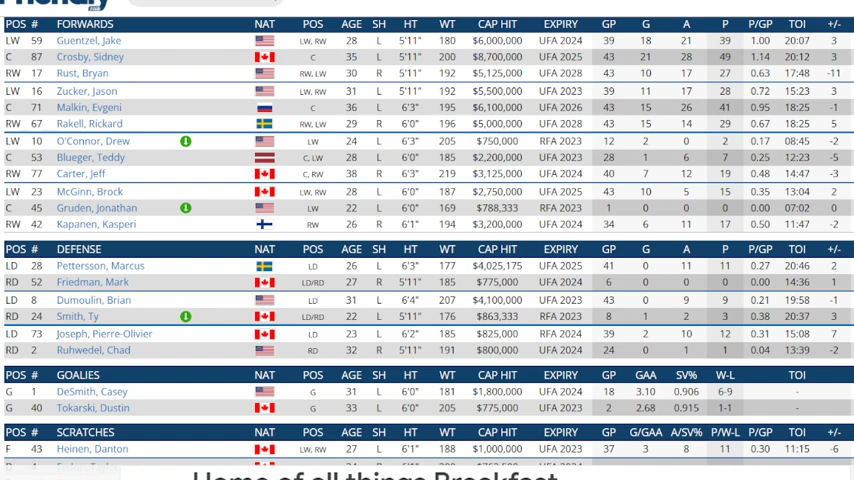 Friendly
POS # FORWARDS NAT POS AGE SH HT WT CAP HIT EXPIRY GP G A P P/GP TOI +/-
LW 59 Guentzel, Jake LW, RW 28 L 5'11" 180 $6,000,000 UFA 2024 39 18 21 39 1.00 20:07 3
C 87 Crosby, Sidney C 35 L 5'11" 200 $8,700,000 UFA 2025 43 21 28 49 1.14 20:12 3
RW 17 Rust, Bryan RW, LW 30 R 5'11" 192 $5,125,000 UFA 2028 43 10 17 27 0.63 17:48 -11
LW 16 Zucker, Jason LW, RW 31 L 5'11" 192 $5,500,000 UFA 2023 39 11 17 28 0.72 15:23 3
C 71 Malkin, Evgeni C 36 L 6'3" 195 $6,100,000 UFA 2026 43 15 26 41 0.95 18:25 -1
RW 67 Rakell, Rickard RW, LW 29 R 6'0" 196 $5,000,000 UFA 2028 43 15 14 29 0.67 18:25 5
LW 10 O'Connor, Drew LW 24 L 6'3" 205 $750,000 RFA 2023 12 2 0 2 0.17 08:45 -2
C 53 Blueger, Teddy C, LW 28 L 6'0" 185 $2,200,000 UFA 2023 28 1 6 7 0.25 12:23 -5
RW 77 Carter, Jeff C, RW 38 R 6'3" 219 $3,125,000 UFA 2024 40 7 12 19 0.48 14:47 -3
LW 23 McGinn, Brock LW, RW 28 L 6'0" 187 $2,750,000 UFA 2025 43 10 5 15 0.35 13:04 2
C 45 Gruden, Jonathan LW 22 L 6'0" 169 $788,333 RFA 2023 1 0 0 0 0.00 07:02 0
RW 42 Kapanen, Kasperi RW 26 R 6'1" 194 $3,200,000 UFA 2024 34 6 11 17 0.50 11:47 -2
POS # DEFENSE NAT POS AGE SH HT WT CAP HIT EXPIRY GP G A P P/GP TOI +/-
LD 28 Pettersson, Marcus LD 26 L 6'3" 177 $4,025,175 UFA 2025 41 0 11 11 0.27 20:46 2
RD 52 Friedman, Mark LD/RD 27 R 5'11" 185 $775,000 UFA 2024 6 0 0 0 0.00 14:36 1
LD 8 Dumoulin, Brian LD 31 L 6'4" 207 $4,100,000 UFA 2023 43 0 9 9 0.21 19:58 -1
RD 24 Smith, Ty LD/RD 22 L 5'11" 176 $863,333 RFA 2023 8 1 2 3 0.38 20:37 3
LD 73 Joseph, Pierre-Olivier LD 23 L 6'2" 185 $825,000 RFA 2024 39 2 10 12 0.31 15:08 7
RD 2 Ruhwedel, Chad RD 32 R 5'11" 191 $800,000 UFA 2024 24 0 1 1 0.04 13:39 -2
POS # GOALIES NAT POS AGE SH HT WT CAP HIT EXPIRY GP GAA SV% W-L TOI
G 1 DeSmith, Casey G 31 L 6'0" 181 $1,800,000 UFA 2024 18 3.10 0.906 6-9 -
G 40 Tokarski, Dustin G 33 L 6'0" 205 $775,000 UFA 2023 2 2.68 0.915 1-1 -
POS # SCRATCHES NAT POS AGE SH HT WT CAP HIT EXPIRY GP G/GAA A/SV% P/W-L P/GP TOI +/-
F 43 Heinen, Danton LW, RW 27 L 6'1" 188 $1,000,000 UFA 2023 37 3 8 11 0.30 11:15 -6
Home of all things Breakfast